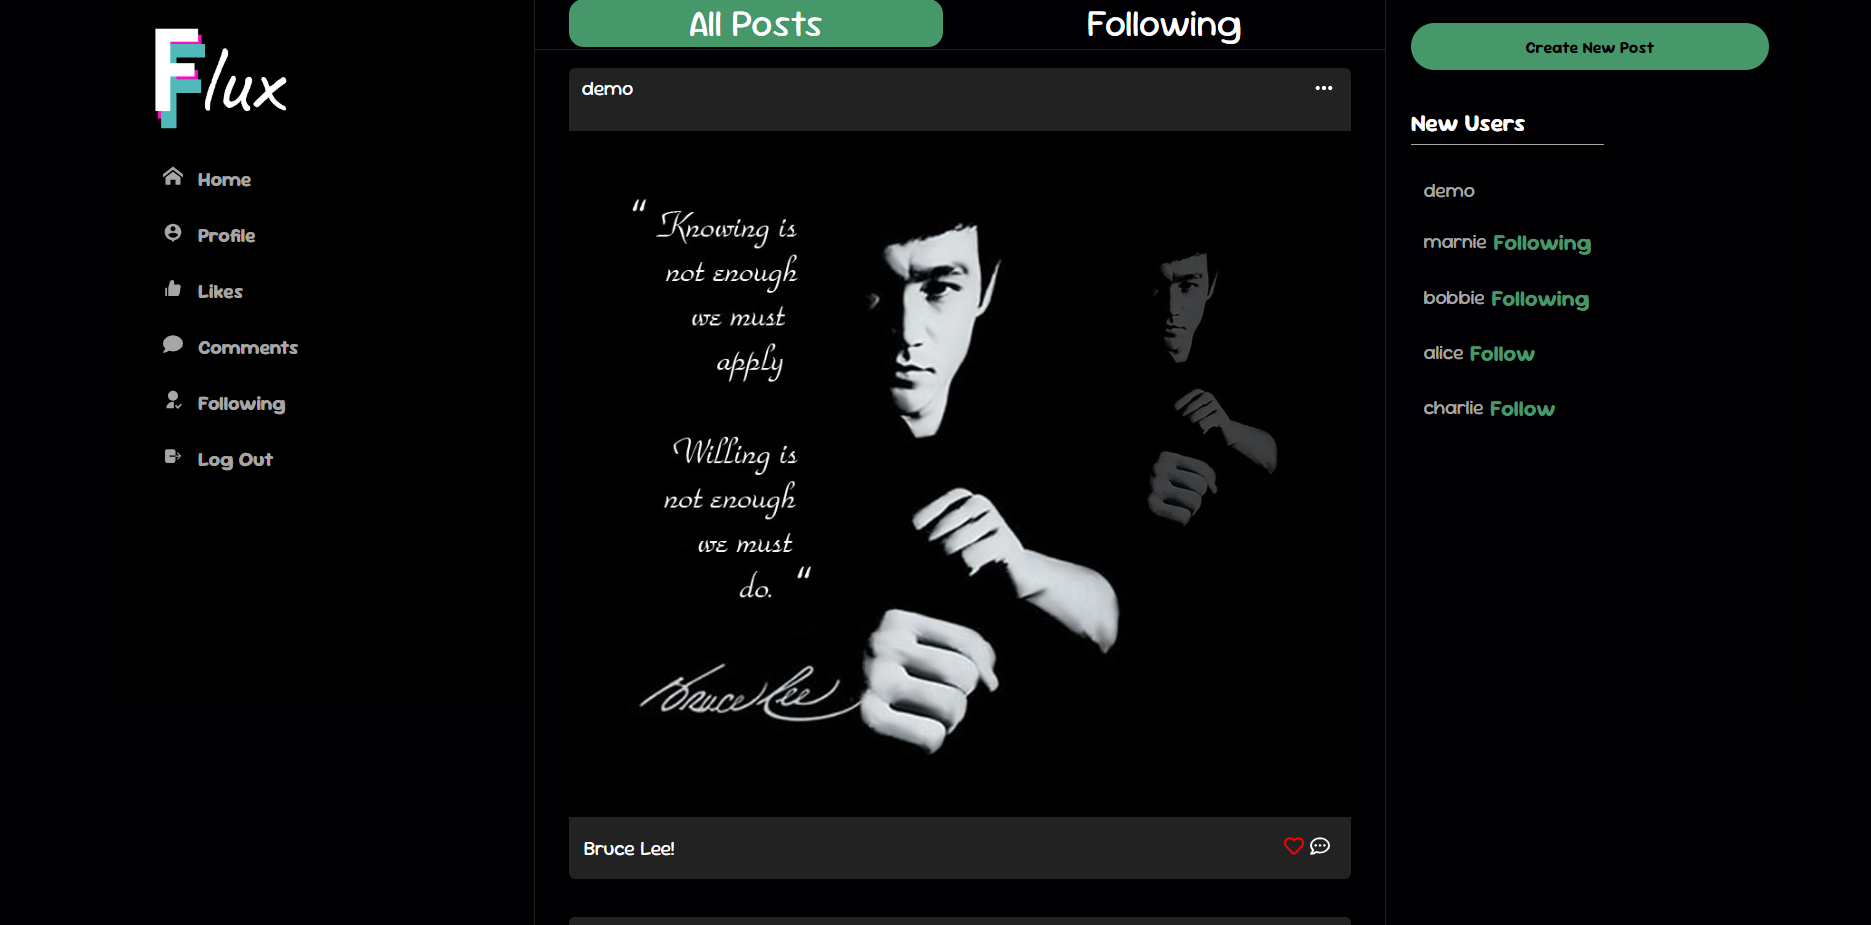 Flux
Home
Profile
Likes
Comments
Following
Log Out
All Posts
Following
demo
“ Knowing is
not enough
we must
apply
Willing is
not enough
we must
do. “
Bruce Lee
Bruce Lee!
Create New Post
New Users
demo
marnie Following
bobbie Following
alice Follow
charlie Follow